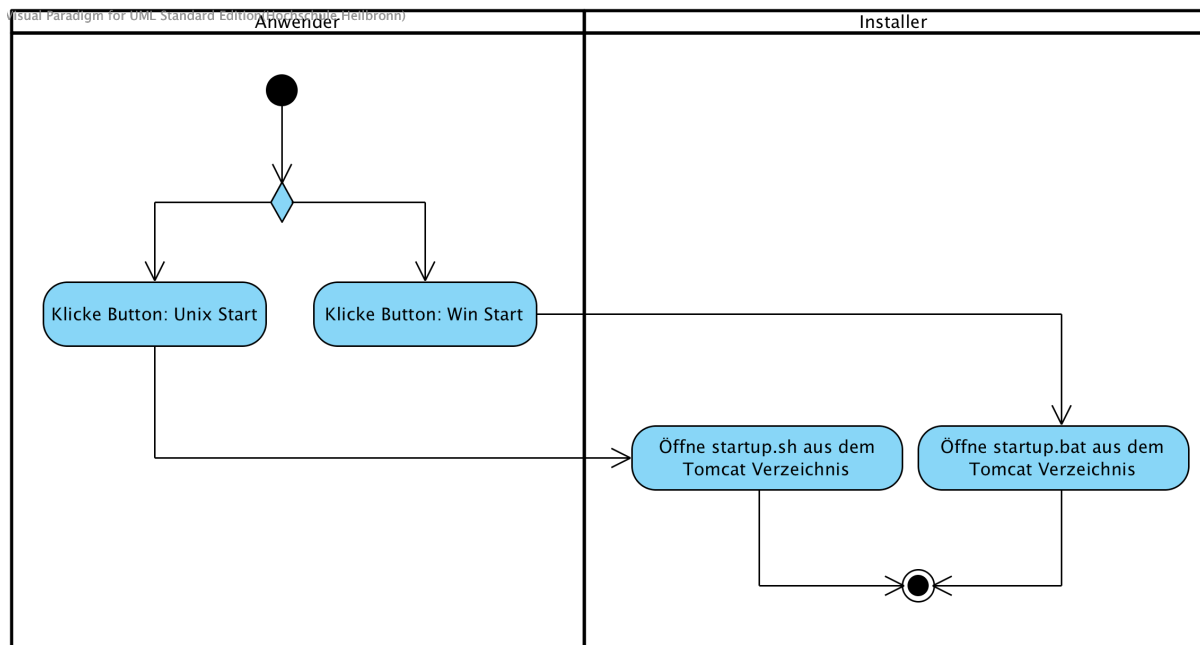 Visual Paradigm for UML Standard Edition(Hochschule Heilbronn)
Anwender
Installer
Klicke Button: Unix Start
Klicke Button: Win Start
Öffne startup.sh aus dem
Tomcat Verzeichnis
Öffne startup.bat aus dem
Tomcat Verzeichnis